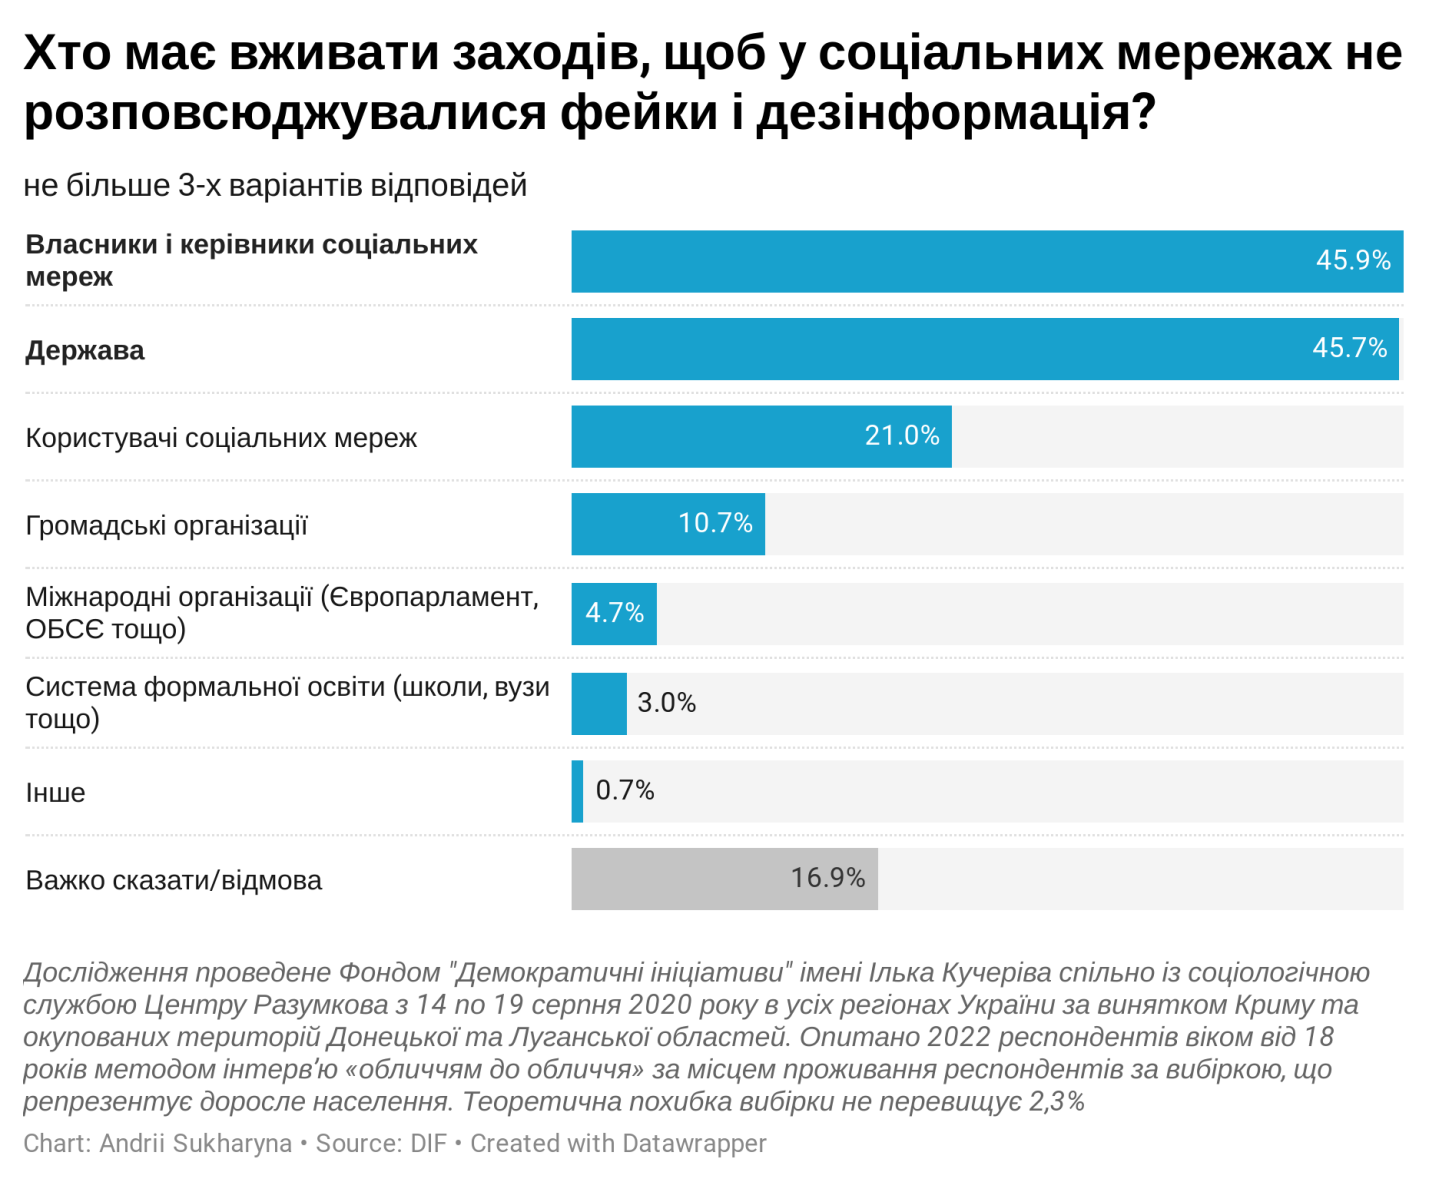 Хто має вживати заходів, щоб у соціальних мережах не
розповсюджувалися фейки і дезінформація?
не більше 3-х варіантів відповідей
Власники і керівники соціальних
мереж
45.9%
Держава
45.7%
Користувачі соціальних мереж
21.0%
Громадські організації
10.7%
Міжнародні організації (Європарламент,
ОБСЄ тощо)
4.7%
Система формальної освіти (школи, вузи
тощо)
3.0%
Інше
0.7%
Важко сказати/відмова
16.9%
Дослідження проведене Фондом "Демократичні ініціативи" імені Ілька Кучеріва спільно із соціологічною
службою Центру Разумкова з 14 по 19 серпня 2020 року в усіх регіонах України за винятком Криму та
окупованих територій Донецької та Луганської областей. Опитано 2022 респондентів віком від 18
років методом інтерв’ю «обличчям до обличчя» за місцем проживання респондентів за вибіркою, що
репрезентує доросле населення. Теоретична похибка вибірки не перевищує 2,3%
Chart: Andrii Sukharyna • Source: DIF • Created with Datawrapper